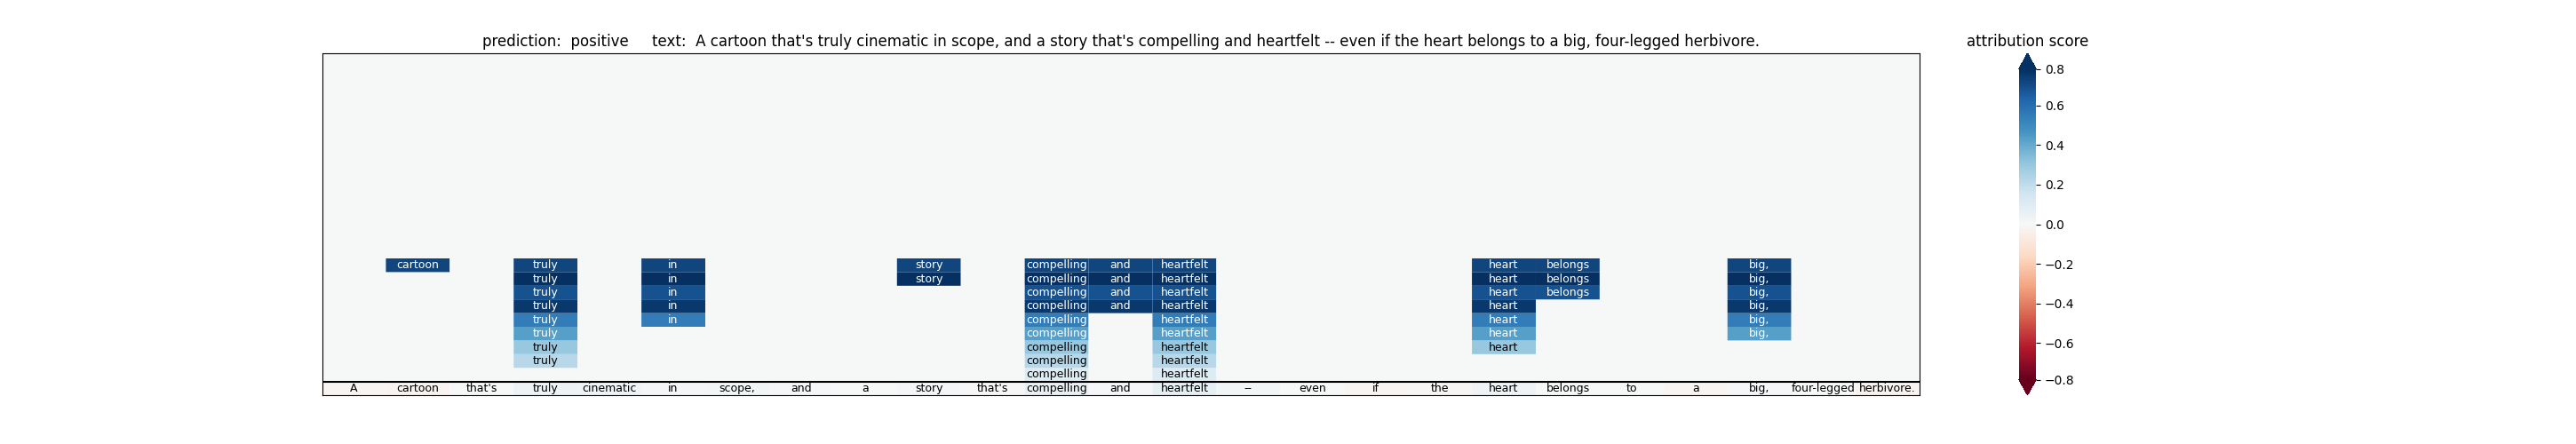 prediction:  positive     text:  A cartoon that's truly cinematic in scope, and a story that's compelling and heartfelt -- even if the heart belongs to a big, four-legged herbivore.
attribution score
0.8
0.6
0.4
0.2
0.0
−0.2
−0.4
−0.6
−0.8
cartoon truly in story compelling and heartfelt heart belongs big,
truly in story compelling and heartfelt heart belongs big,
truly in compelling and heartfelt heart belongs big,
truly in compelling and heartfelt heart big,
truly in compelling heartfelt heart big,
truly compelling heartfelt heart big,
truly compelling heartfelt heart
truly compelling heartfelt
compelling heartfelt
A cartoon that's truly cinematic in scope, and a story that's compelling and heartfelt -- even if the heart belongs to a big, four-legged herbivore.